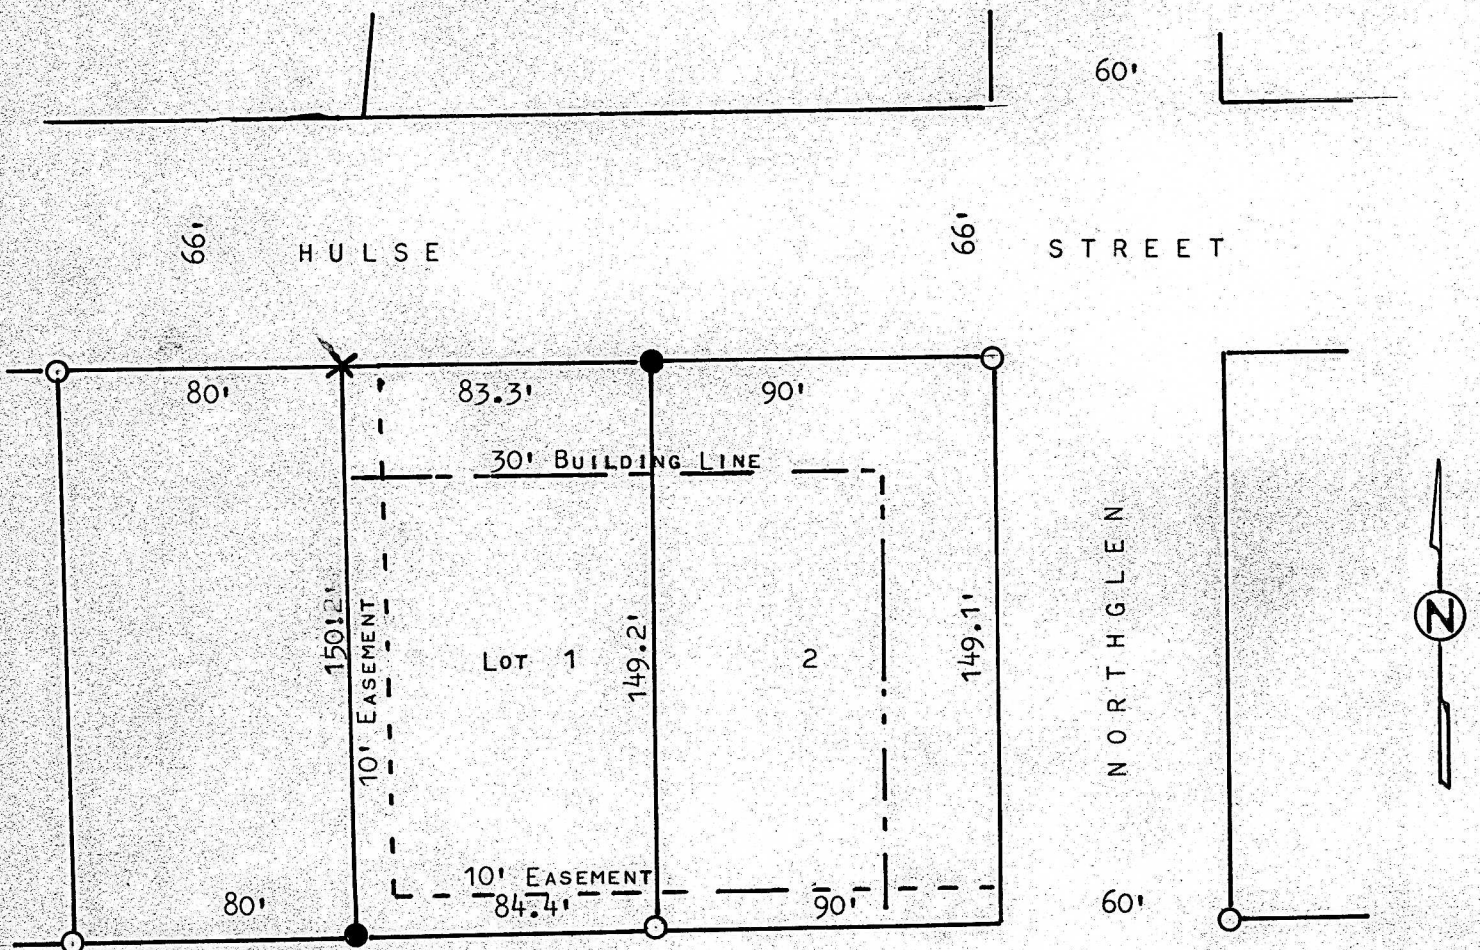 60'
66' HULSE 66' STREET
80' 83.3' 90'
30' BUILDING LINE
150.2'
10' EASEMENT
LOT 1
149.2'
2
149.1'
NORTHGLEN
N
10' EASEMENT
80' 84.4' 90' 60'